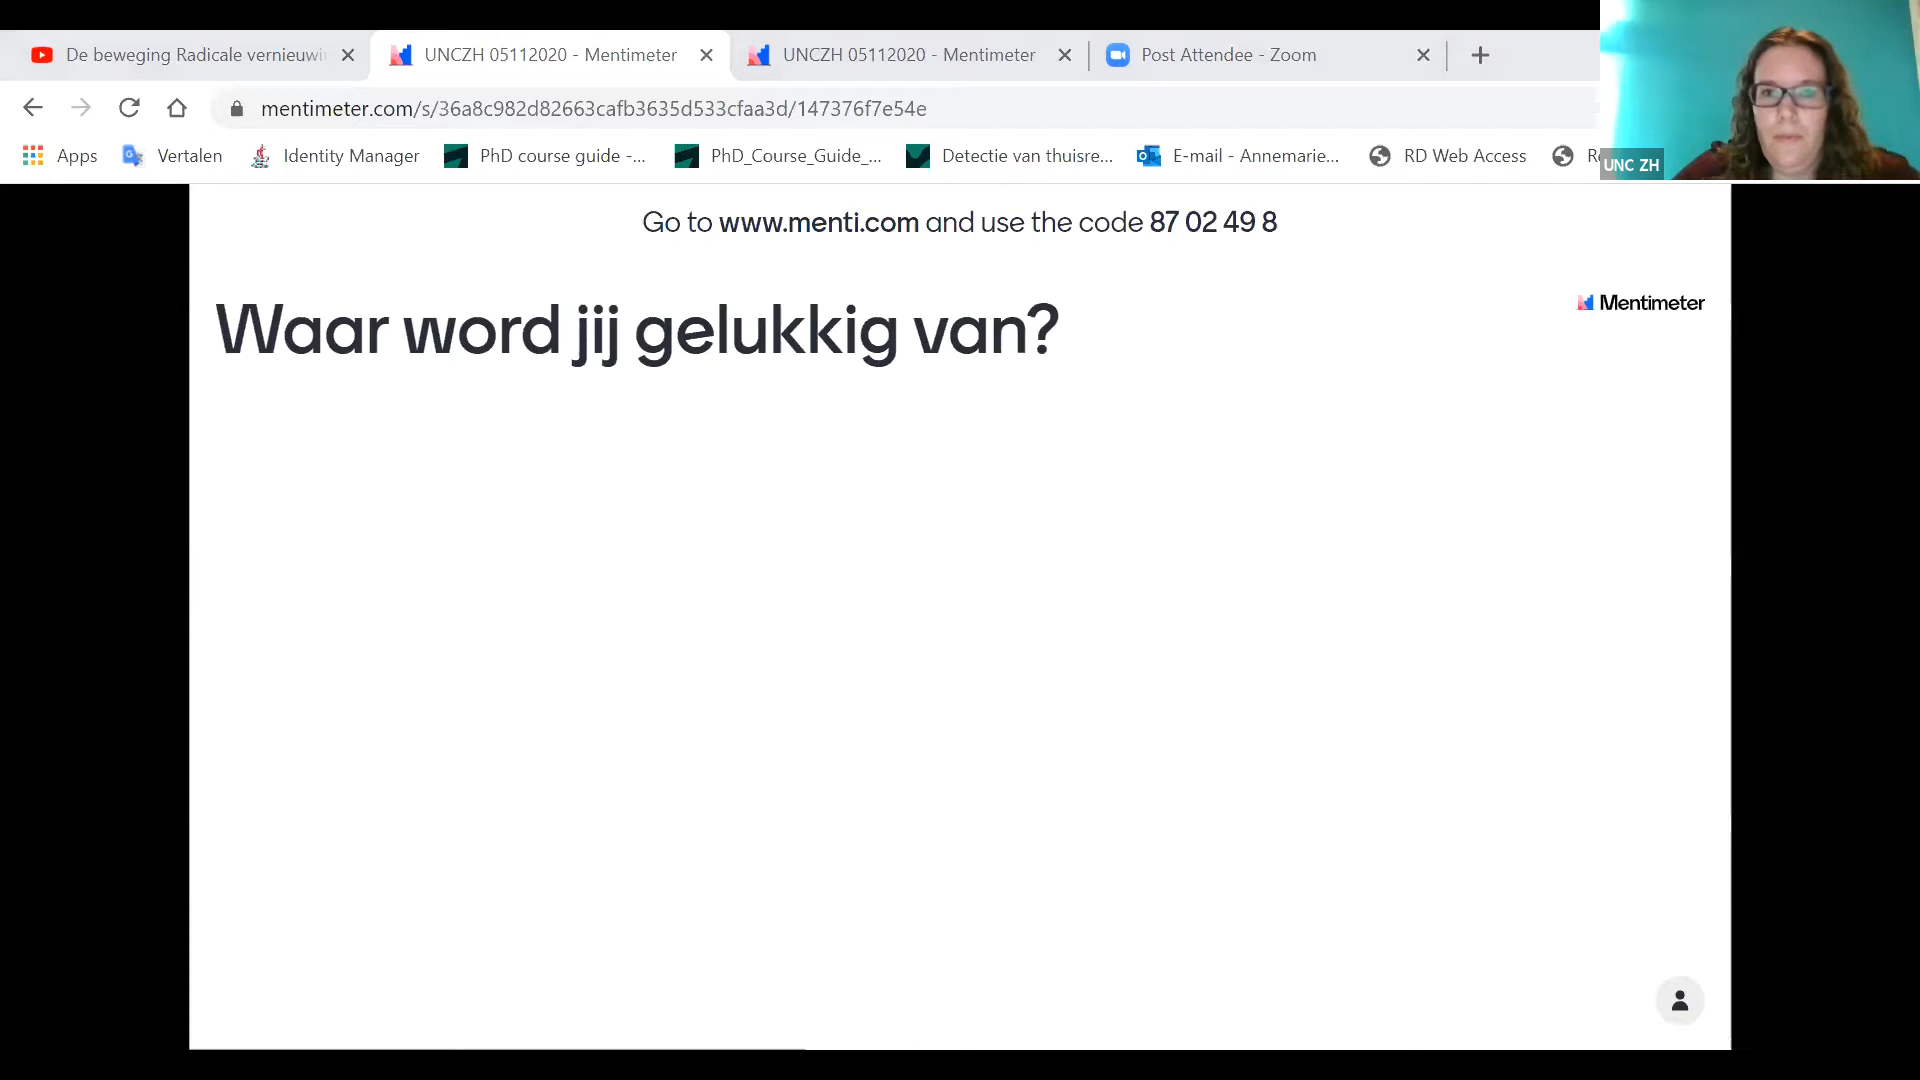 De beweging Radicale vernieuwi
UNCZH 05112020 - Mentimeter
UNCZH 05112020 - Mentimeter
Post Attendee - Zoom
mentimeter.com/s/36a8c982d82663cafb3635d533cfaa3d/147376f7e54e
Apps
Vertalen
Identity Manager
PhD course guide -...
PhD_Course_Guide_...
Detectie van thuisre...
E-mail - Annemarie...
RD Web Access
UNC ZH
Go to www.menti.com and use the code 87 02 49 8
Waar word jij gelukkig van?
Mentimeter